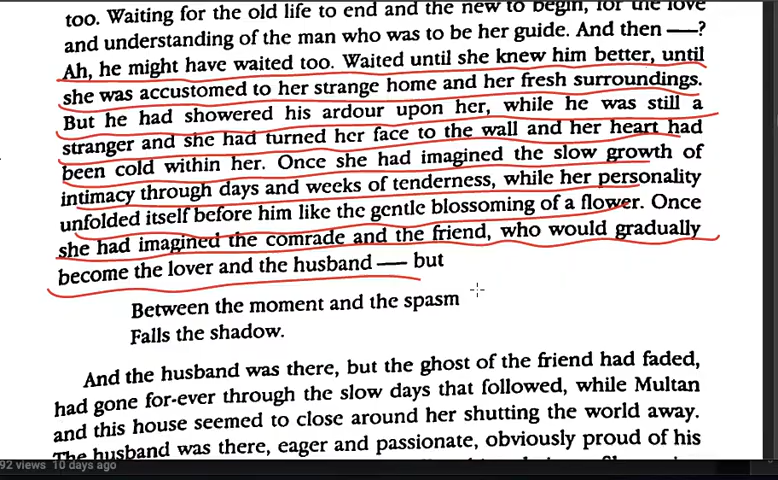 too. Waiting for the old life to end and the new to begin, for the love
and understanding of the man who was to be her guide. And then —?
Ah, he might have waited too. Waited until she knew him better, until
she was accustomed to her strange home and her fresh surroundings.
But he had showered his ardour upon her, while he was still a
stranger and she had turned her face to the wall and her heart had
been cold within her. Once she had imagined the slow growth of
intimacy through days and weeks of tenderness, while her personality
unfolded itself before him like the gentle blossoming of a flower. Once
she had imagined the comrade and the friend, who would gradually
become the lover and the husband — but
Between the moment and the spasm
Falls the shadow.
And the husband was there, but the ghost of the friend had faded,
had gone for-ever through the slow days that followed, while Multan
and this house seemed to close around her shutting the world away.
The husband was there, eager and passionate, obviously proud of his
92 views 10 days ago